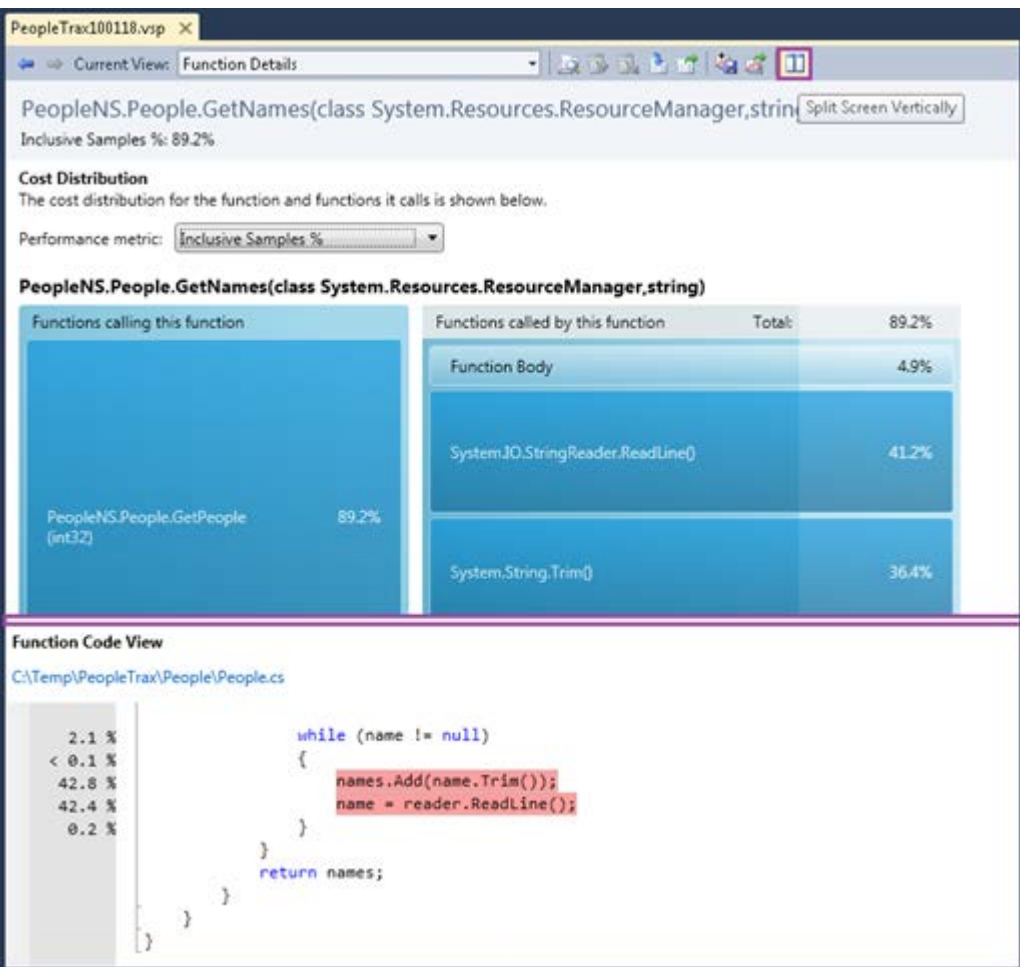 PeopleTrax100118.vsp
Current View: Function Details
PeopleNS.People.GetNames(class System.Resources.ResourceManager,strin
Split Screen Vertically
Inclusive Samples %: 89.2%
Cost Distribution
The cost distribution for the function and functions it calls is shown below.
Performance metric: Inclusive Samples %
PeopleNS.People.GetNames(class System.Resources.ResourceManager,string)
Functions calling this function
Functions called by this function Total: 89.2%
Function Body 4.9%
System.IO.StringReader.ReadLine() 41.2%
PeopleNS.People.GetPeople 89.2%
(int32)
System.String.Trim() 36.4%
Function Code View
C:\Temp\PeopleTrax\People\People.cs
2.1 % while (name != null)
< 0.1 % {
42.8 % names.Add(name.Trim());
42.4 % name = reader.ReadLine();
0.2 % }
}
return names;
}
}
}